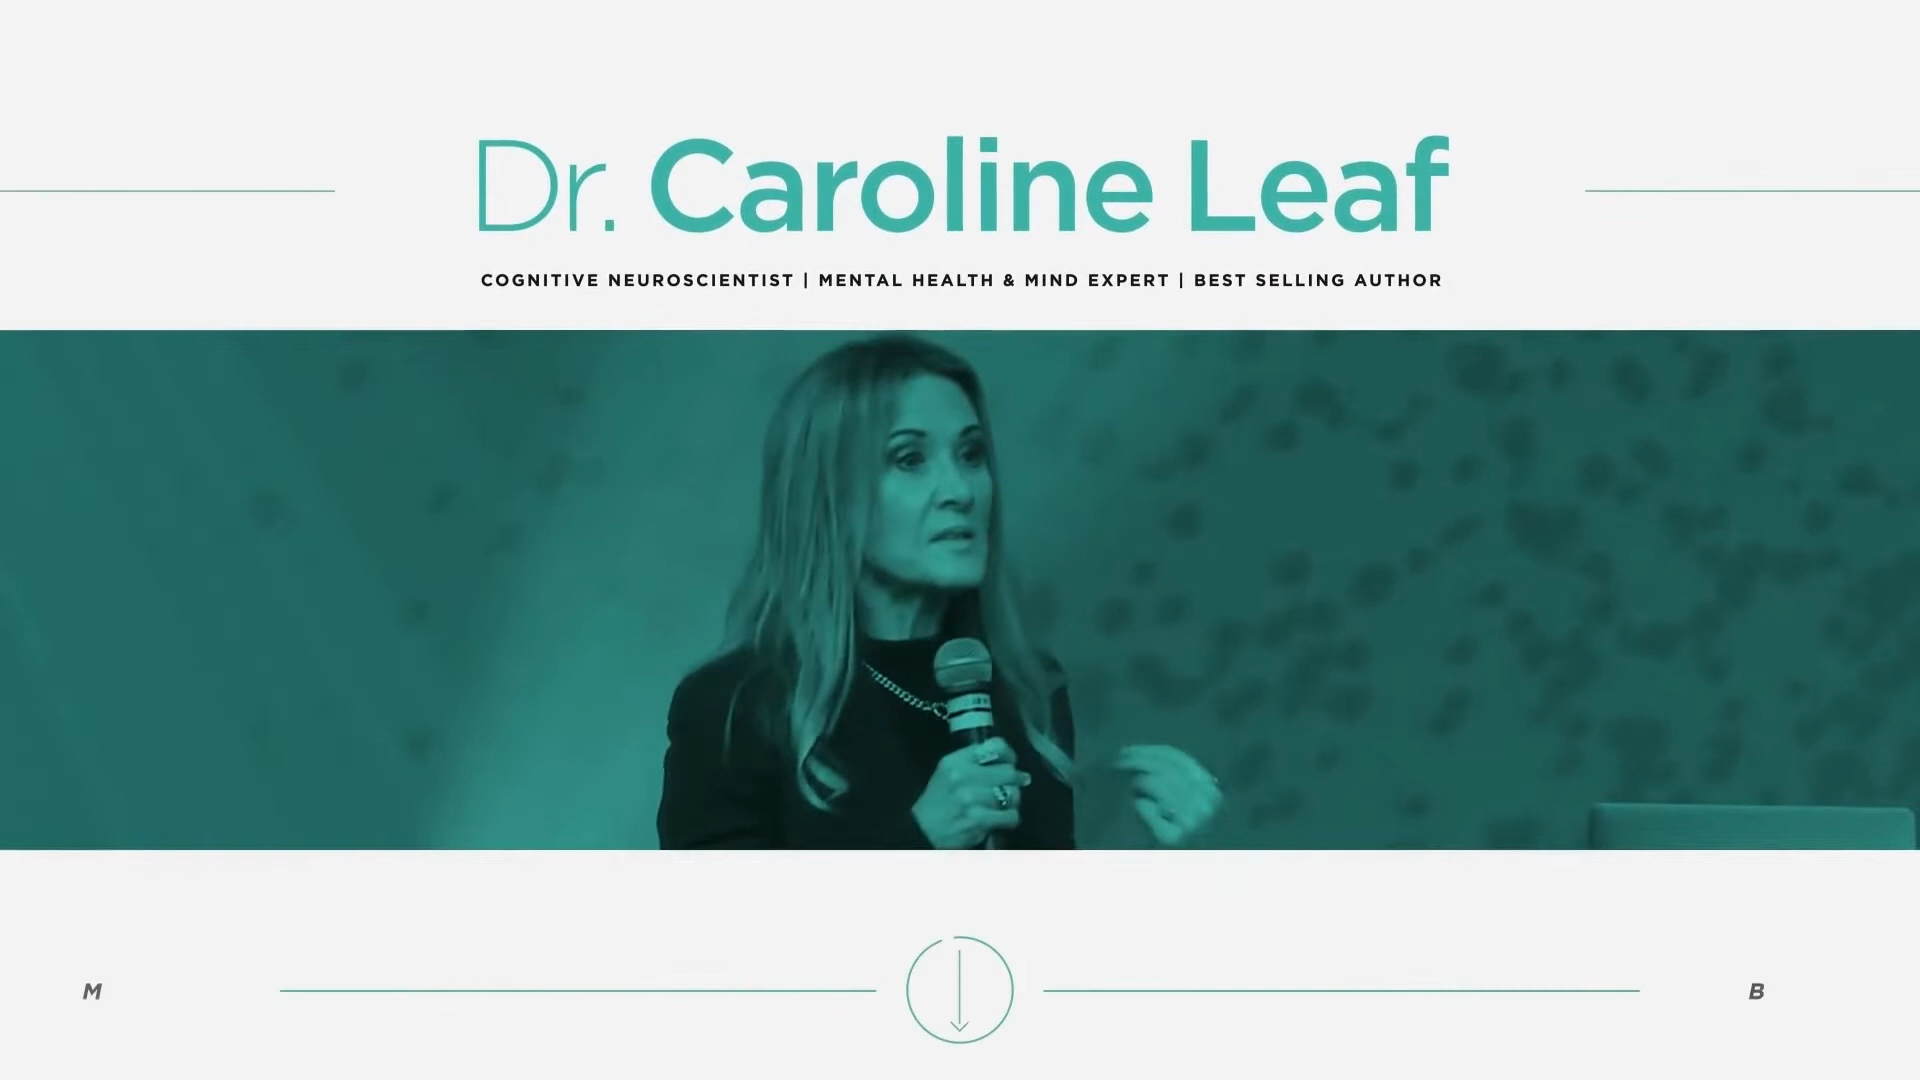 Dr. Caroline Leaf
COGNITIVE NEUROSCIENTIST | MENTAL HEALTH & MIND EXPERT | BEST SELLING AUTHOR
M
B